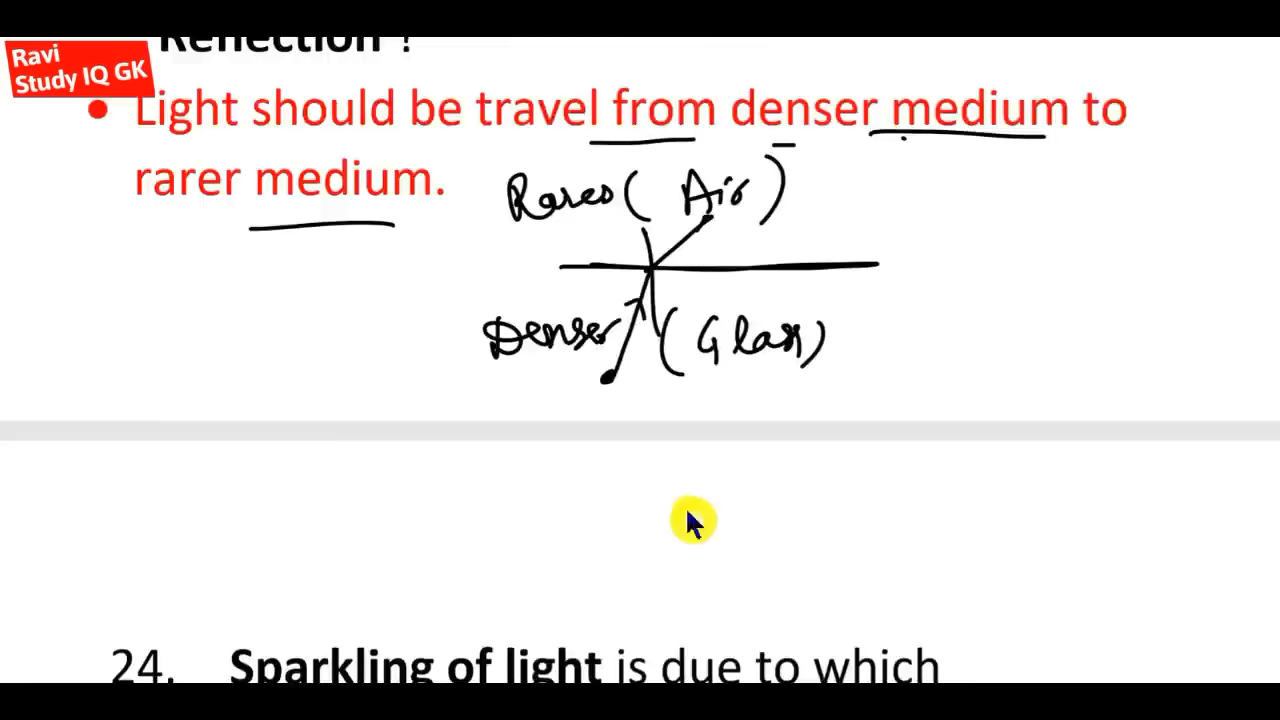 Reflection ?
Ravi
Study IQ GK
• Light should be travel from denser medium to
rarer medium.
Rarer ( Air )
Denser ( Glass )
24. Sparkling of light is due to which